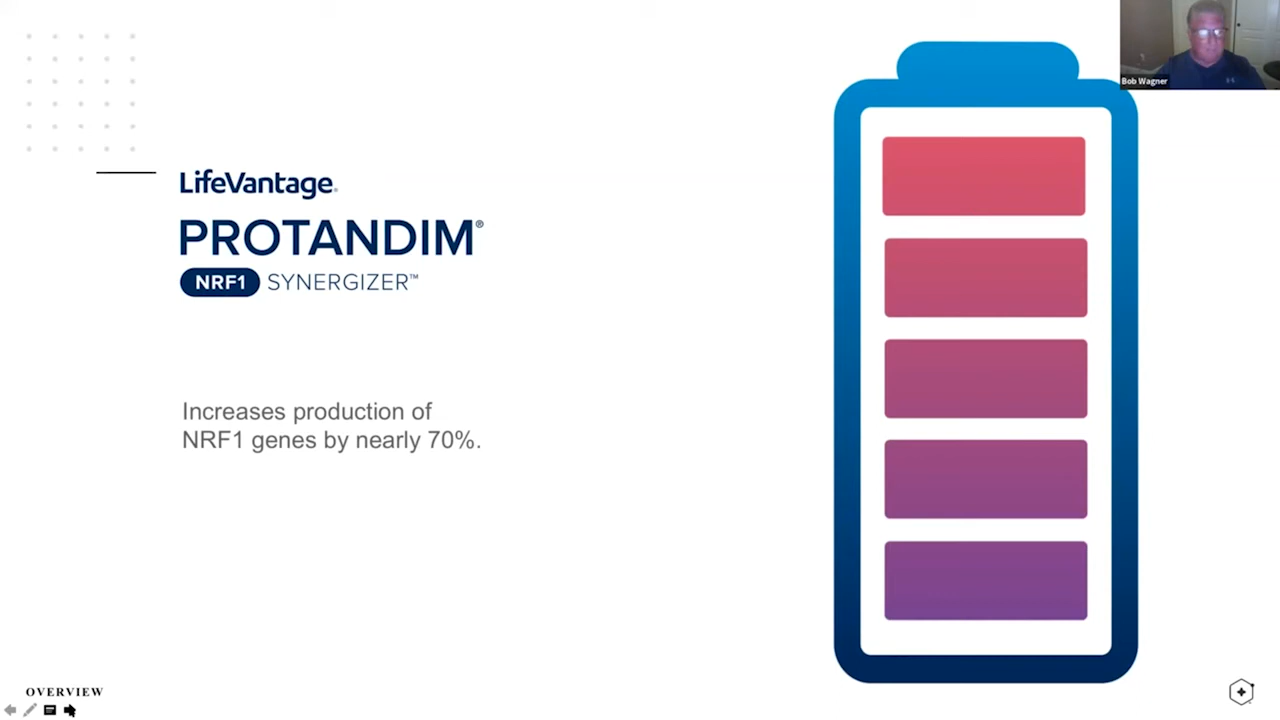 Bob Wagner
LifeVantage®
PROTANDIM®
NRF1 SYNERGIZER™
Increases production of
NRF1 genes by nearly 70%.
OVERVIEW